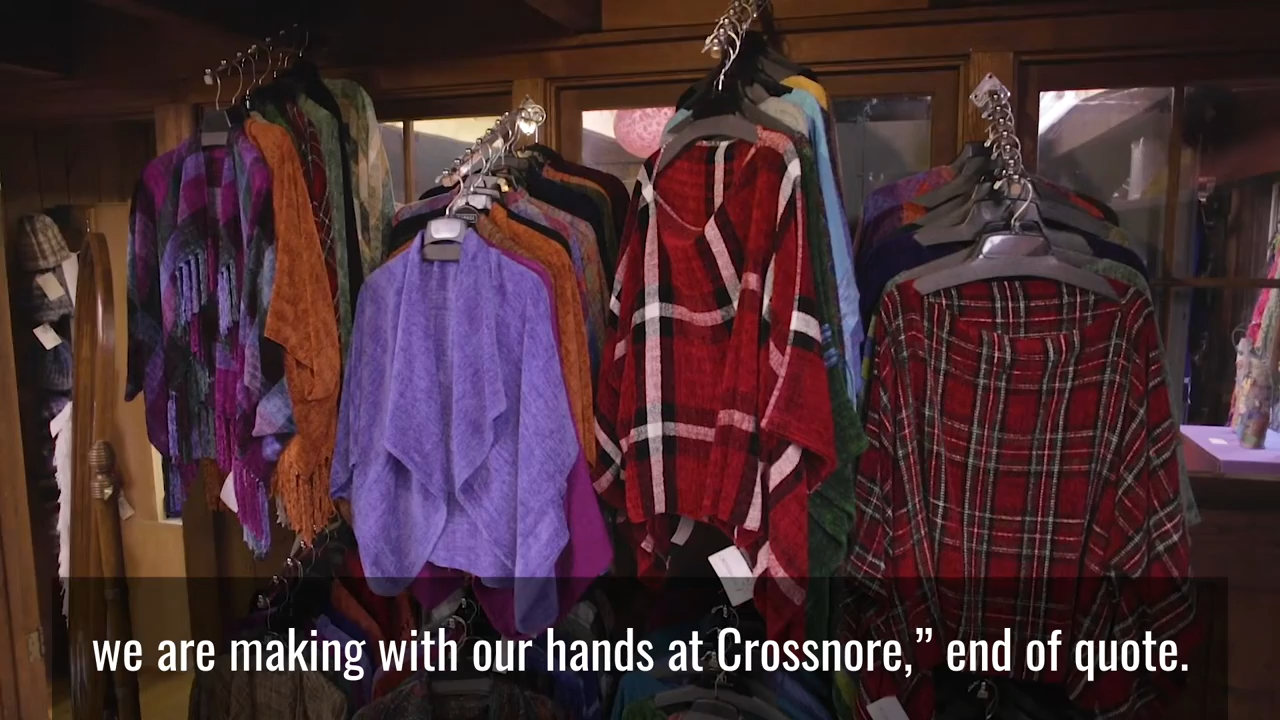 we are making with our hands at Crossnore,” end of quote.